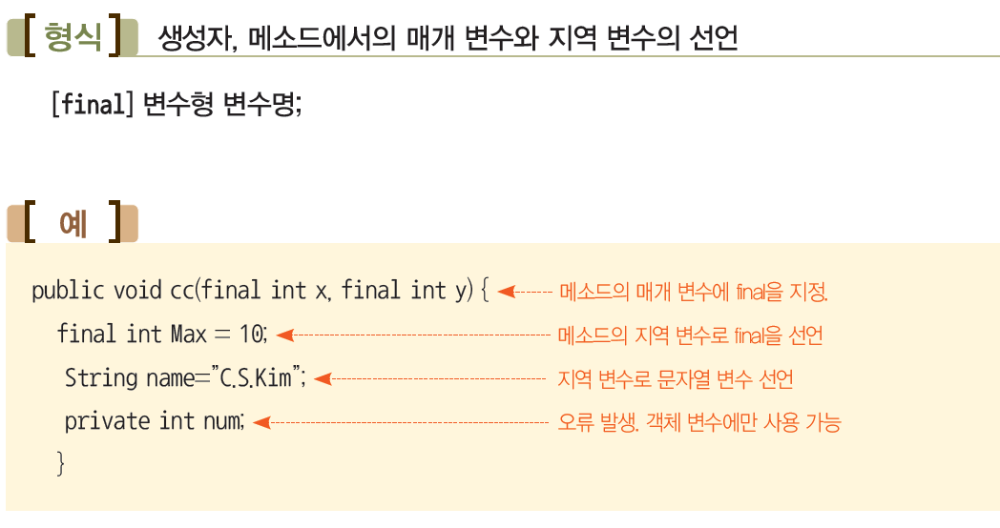 [형식] 생성자, 메소드에서의 매개 변수와 지역 변수의 선언
[final] 변수형 변수명;
[예]
public void cc(final int x, final int y) { 메소드의 매개 변수에 final을 지정.
final int Max = 10; 메소드의 지역 변수로 final을 선언
String name=”C.S.Kim”; 지역 변수로 문자열 변수 선언
private int num; 오류 발생. 객체 변수에만 사용 가능
}